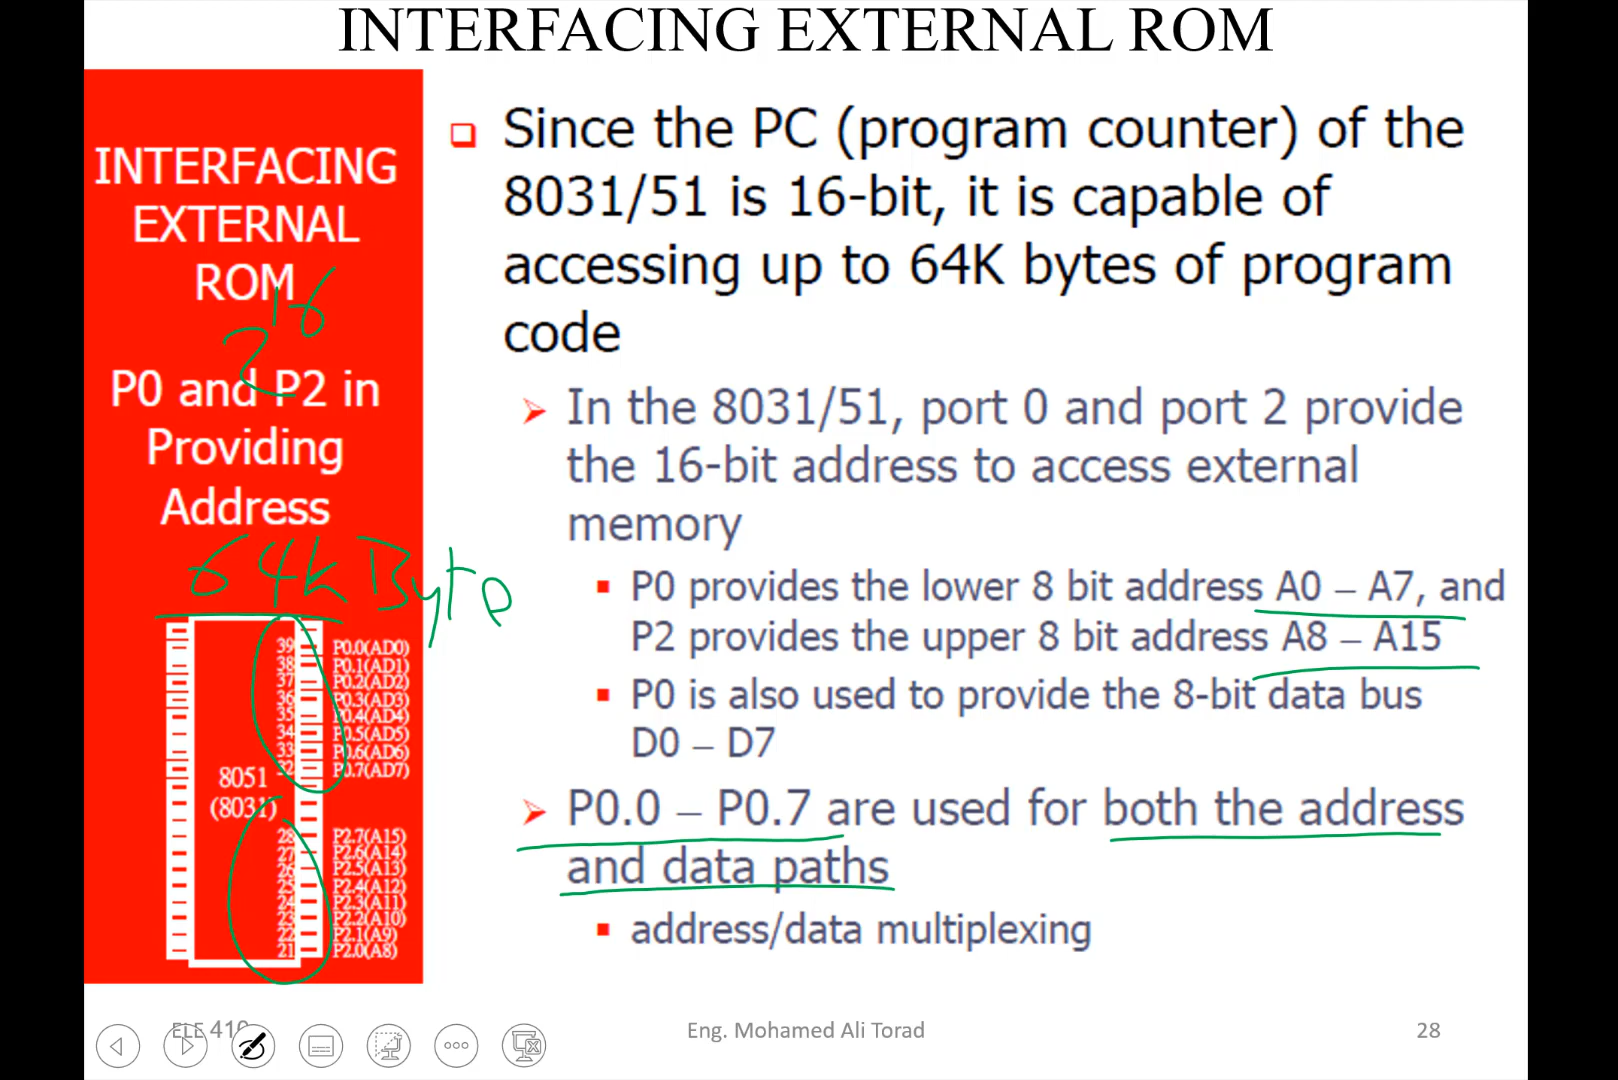 INTERFACING EXTERNAL ROM
INTERFACING
EXTERNAL
ROM
2^16
P0 and P2 in
Providing
Address
64K Byte
39 P0.0(AD0)
38 P0.1(AD1)
37 P0.2(AD2)
36 P0.3(AD3)
35 P0.4(AD4)
34 P0.5(AD5)
33 P0.6(AD6)
32 P0.7(AD7)
8051
(8031)
28 P2.7(A15)
27 P2.6(A14)
26 P2.5(A13)
25 P2.4(A12)
24 P2.3(A11)
23 P2.2(A10)
22 P2.1(A9)
21 P2.0(A8)
Since the PC (program counter) of the
8031/51 is 16-bit, it is capable of
accessing up to 64K bytes of program
code
In the 8031/51, port 0 and port 2 provide
the 16-bit address to access external
memory
P0 provides the lower 8 bit address A0 – A7, and
P2 provides the upper 8 bit address A8 – A15
P0 is also used to provide the 8-bit data bus
D0 – D7
P0.0 – P0.7 are used for both the address
and data paths
address/data multiplexing
ELE 410
Eng. Mohamed Ali Torad
28